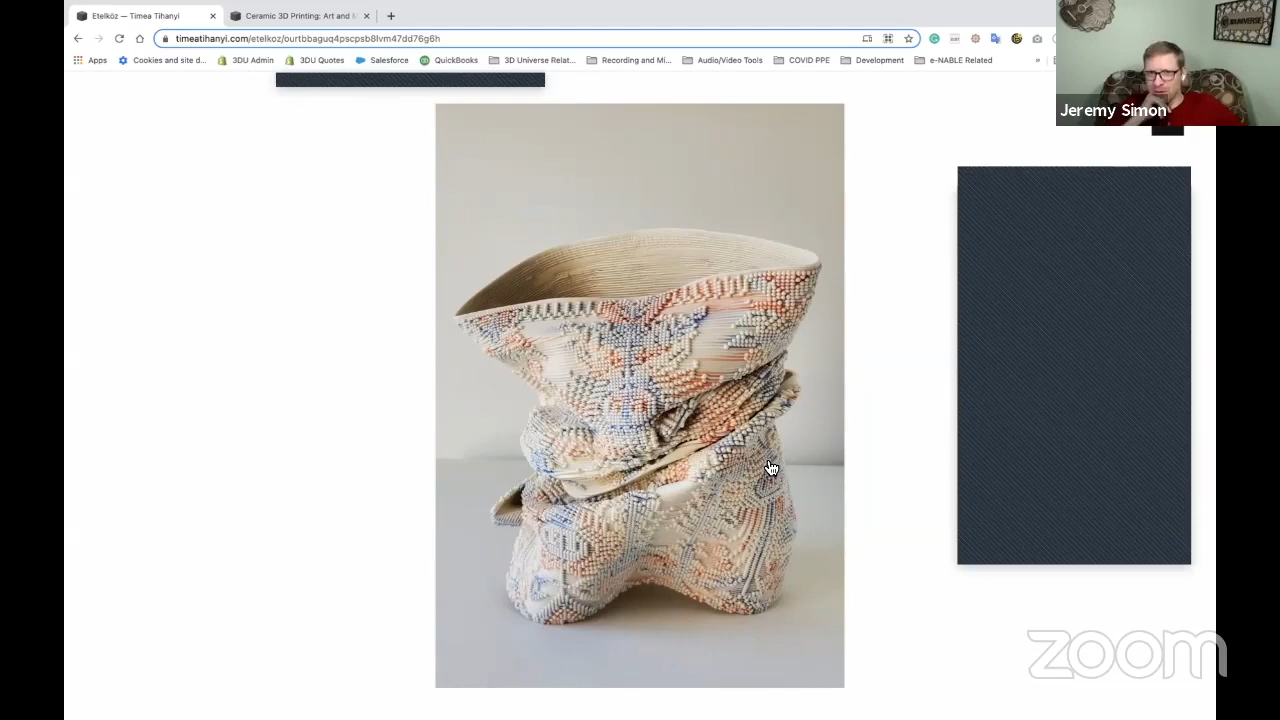 Etelköz — Timea Tihanyi
Ceramic 3D Printing: Art and M
timeatihanyi.com/etelkoz/ourtbbaguq4pscpsb8lvm47dd76g6h
Apps
Cookies and site d...
3DU Admin
3DU Quotes
Salesforce
QuickBooks
3D Universe Relat...
Recording and Mi...
Audio/Video Tools
COVID PPE
Development
e-NABLE Related
»
3DUNIVERSE
Jeremy Simon
zoom